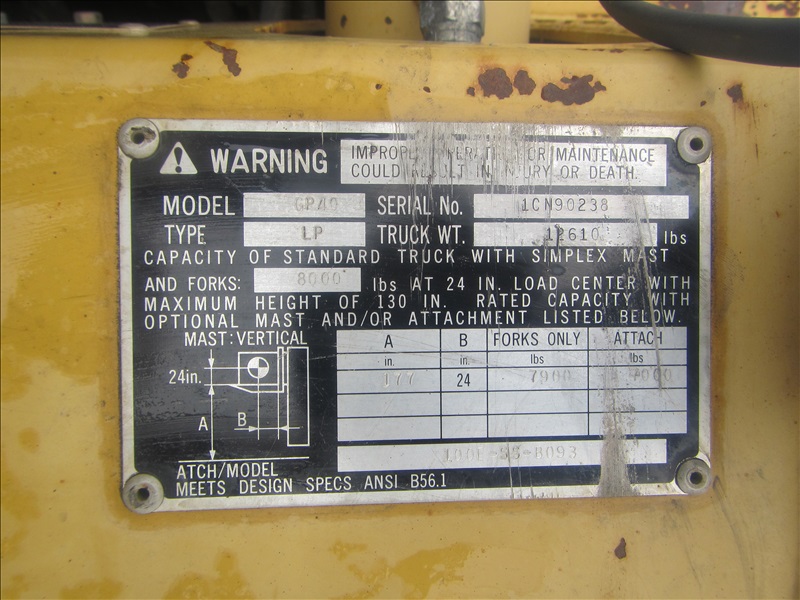 WARNING
IMPROPER OPERATION OR MAINTENANCE
COULD RESULT IN INJURY OR DEATH.
MODEL GP40 SERIAL No. 1CN90238
TYPE LP TRUCK WT. 12610 lbs
CAPACITY OF STANDARD TRUCK WITH SIMPLEX MAST
AND FORKS: 8000 lbs AT 24 IN. LOAD CENTER WITH
MAXIMUM HEIGHT OF 130 IN. RATED CAPACITY WITH
OPTIONAL MAST AND/OR ATTACHMENT LISTED BELOW.
MAST: VERTICAL
24in.
A
B
A B FORKS ONLY ATTACH
in. in. lbs lbs
177 24 7900 7900
ATCH/MODEL
MEETS DESIGN SPECS ANSI B56.1